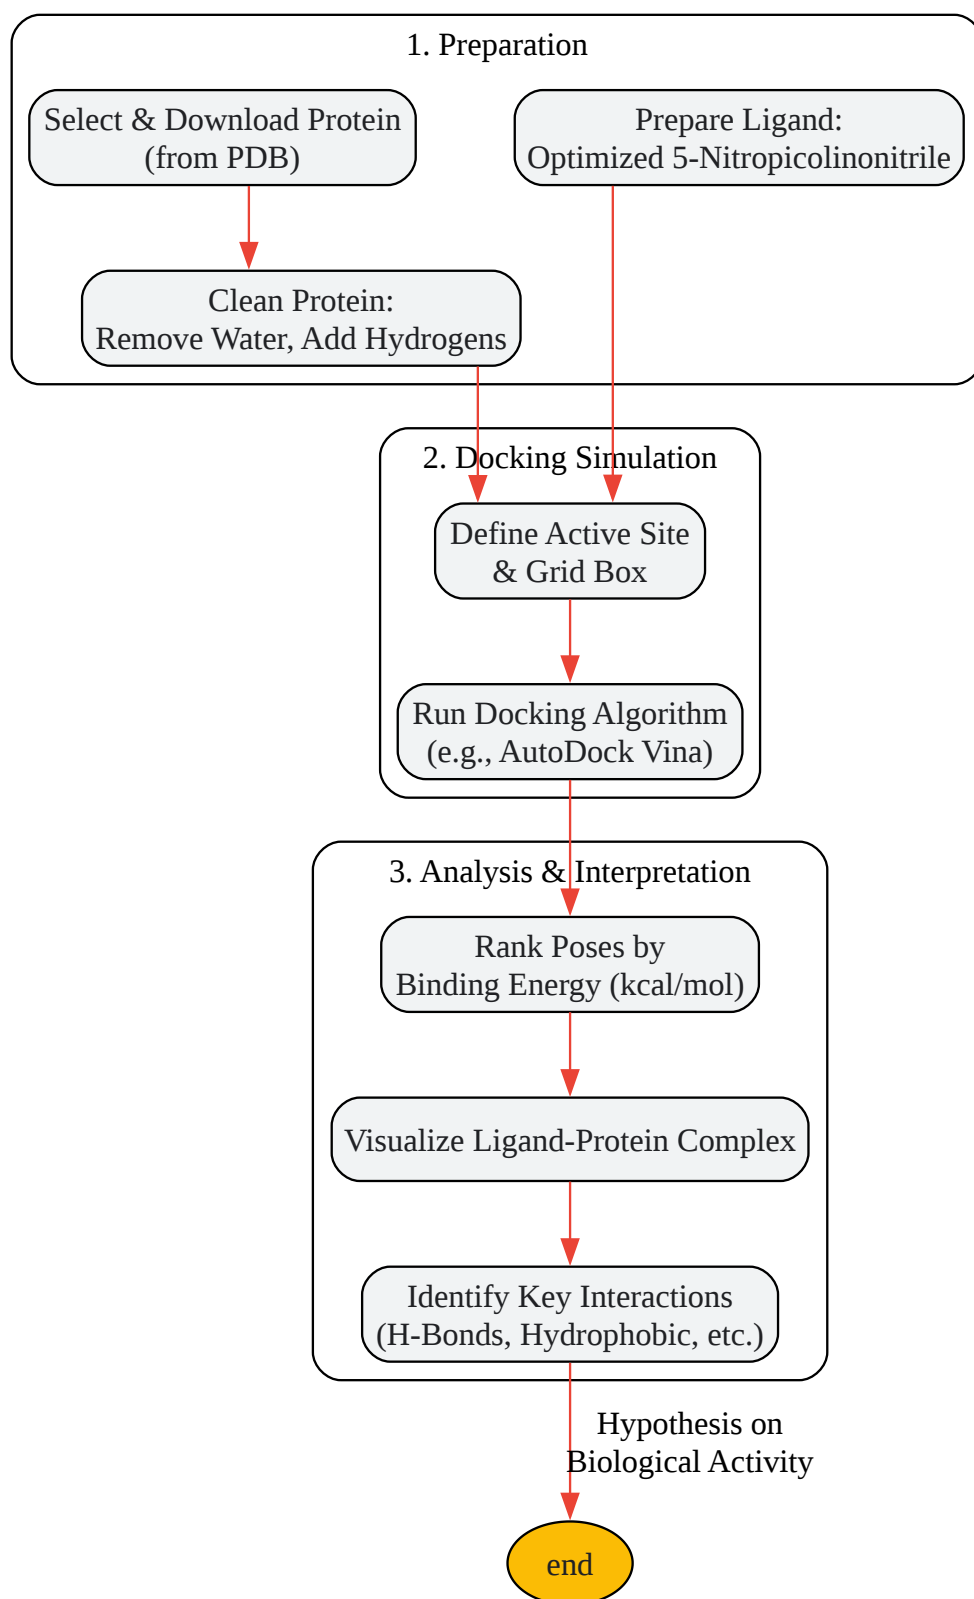 1. Preparation
Select & Download Protein
(from PDB)
Prepare Ligand:
Optimized 5-Nitropicolinonitrile
Clean Protein:
Remove Water, Add Hydrogens
2. Docking Simulation
Define Active Site
& Grid Box
Run Docking Algorithm
(e.g., AutoDock Vina)
3. Analysis & Interpretation
Rank Poses by
Binding Energy (kcal/mol)
Visualize Ligand-Protein Complex
Identify Key Interactions
(H-Bonds, Hydrophobic, etc.)
Hypothesis on
Biological Activity
end